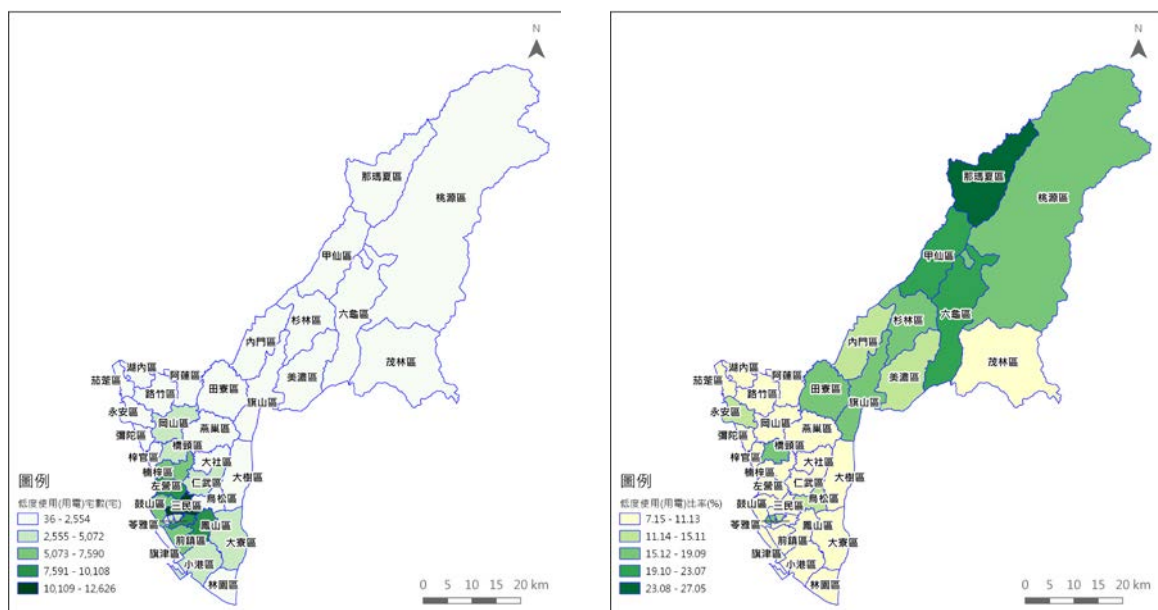 N
那瑪夏區
桃源區
甲仙區
六龜區
杉林區
內門區
茂林區
美濃區
湖內區
阿蓮區
茄萣區
路竹區
田寮區
旗山區
永安區
岡山區
燕巢區
彌陀區
橋頭區
梓官區
大社區
楠梓區
大樹區
左營區
仁武區
鳥松區
鼓山區
三民區
苓雅區
鳳山區
前鎮區
大寮區
旗津區
小港區
林園區
圖例
低度使用(用電)宅數(宅)
36 - 2,554
2,555 - 5,072
5,073 - 7,590
7,591 - 10,108
10,109 - 12,626
0 5 10 15 20 km
N
那瑪夏區
桃源區
甲仙區
六龜區
杉林區
內門區
茂林區
美濃區
湖內區
阿蓮區
茄萣區
路竹區
田寮區
旗山區
永安區
岡山區
燕巢區
彌陀區
橋頭區
梓官區
大社區
楠梓區
大樹區
左營區
仁武區
鳥松區
鼓山區
三民區
苓雅區
鳳山區
前鎮區
大寮區
旗津區
小港區
林園區
圖例
低度使用(用電)比率(%)
7.15 - 11.13
11.14 - 15.11
15.12 - 19.09
19.10 - 23.07
23.08 - 27.05
0 5 10 15 20 km